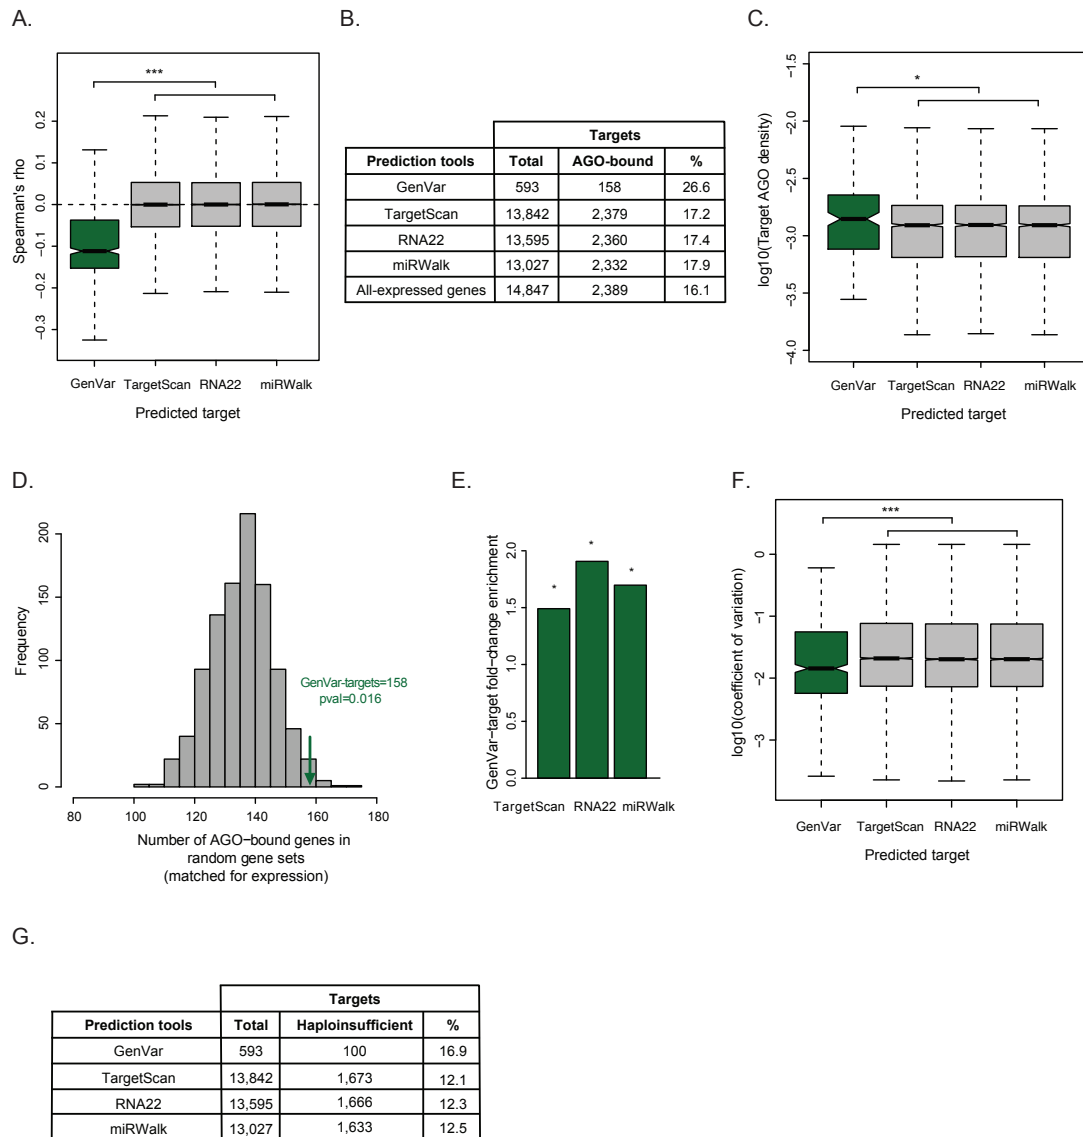 A.
***
Spearman's rho
0.2
0.1
0.0
−0.1
−0.2
−0.3
GenVar TargetScan RNA22 miRWalk
Predicted target
B.
Targets
Prediction tools Total AGO-bound %
GenVar 593 158 26.6
TargetScan 13,842 2,379 17.2
RNA22 13,595 2,360 17.4
miRWalk 13,027 2,332 17.9
All-expressed genes 14,847 2,389 16.1
C.
*
log10(Target AGO density)
−1.5
−2.0
−2.5
−3.0
−3.5
−4.0
GenVar TargetScan RNA22 miRWalk
Predicted target
D.
Frequency
200
150
100
50
0
GenVar-targets=158
pval=0.016
80 100 120 140 160 180
Number of AGO−bound genes in
random gene sets
(matched for expression)
E.
GenVar−target fold−change enrichment
2.0
1.5
1.0
0.5
0.0
* * *
TargetScan RNA22 miRWalk
F.
***
log10(coefficient of variation)
0
−1
−2
−3
GenVar TargetScan RNA22 miRWalk
Predicted target
G.
Targets
Prediction tools Total Haploinsufficient %
GenVar 593 100 16.9
TargetScan 13,842 1,673 12.1
RNA22 13,595 1,666 12.3
miRWalk 13,027 1,633 12.5